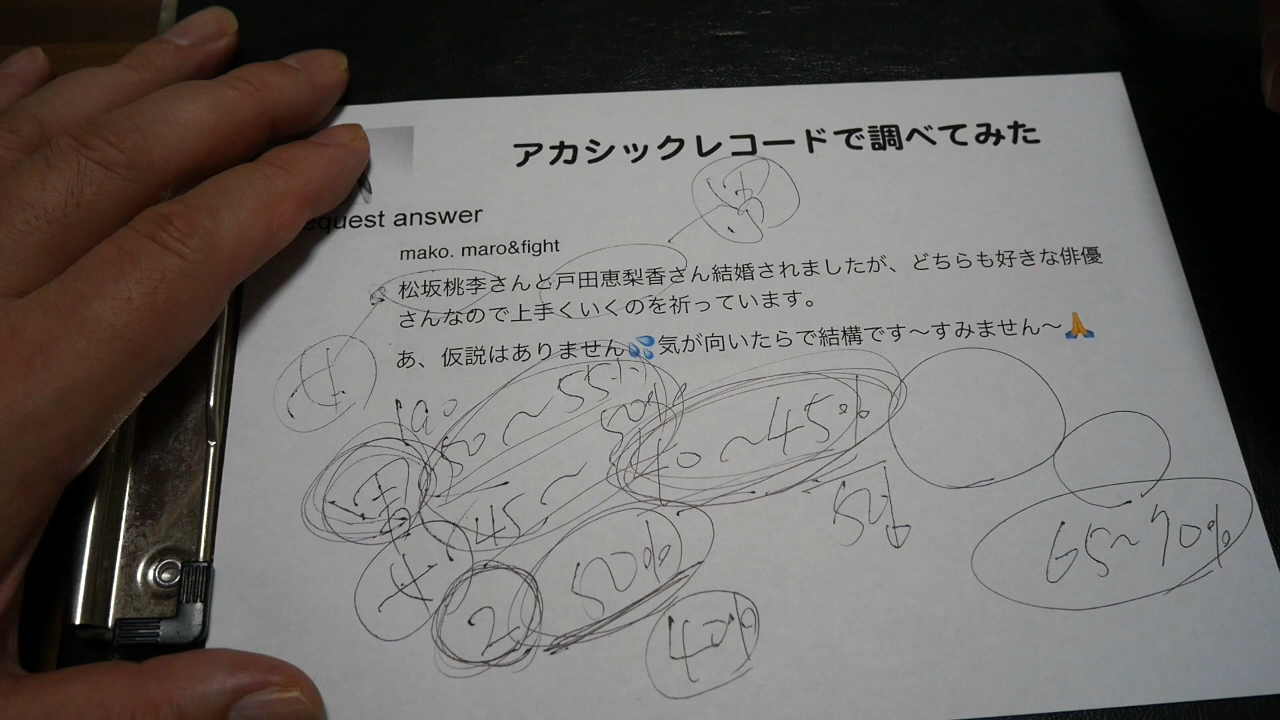 アカシックレコードで調べてみた
equest answer
mako. maro&fight
松坂桃李さんと戸田恵梨香さん結婚されましたが、どちらも好きな俳優
さんなので上手くいくのを祈っています。
あ、仮説はありません💦気が向いたらで結構です〜すみません〜🙏
50〜55%
50%
40〜45%
45〜
5%
65〜70%
50%
2
40%